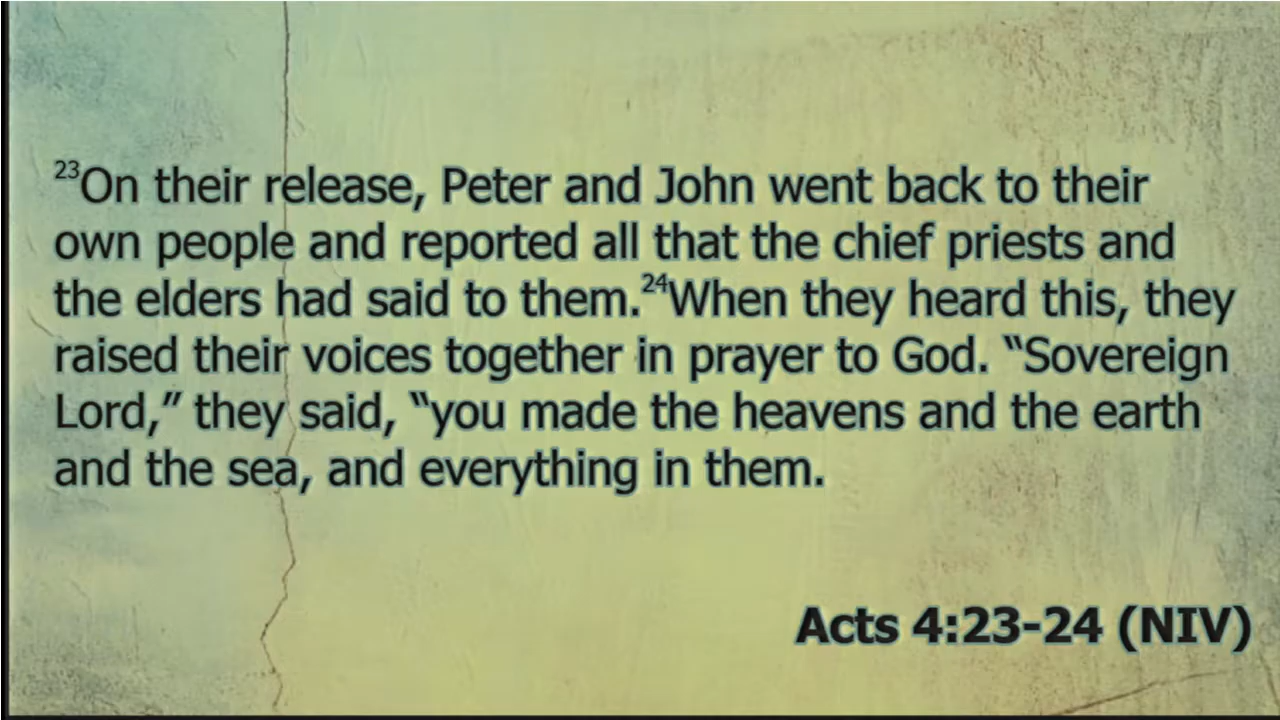 ²³On their release, Peter and John went back to their
own people and reported all that the chief priests and
the elders had said to them.²⁴When they heard this, they
raised their voices together in prayer to God. “Sovereign
Lord,” they said, “you made the heavens and the earth
and the sea, and everything in them.
Acts 4:23-24 (NIV)